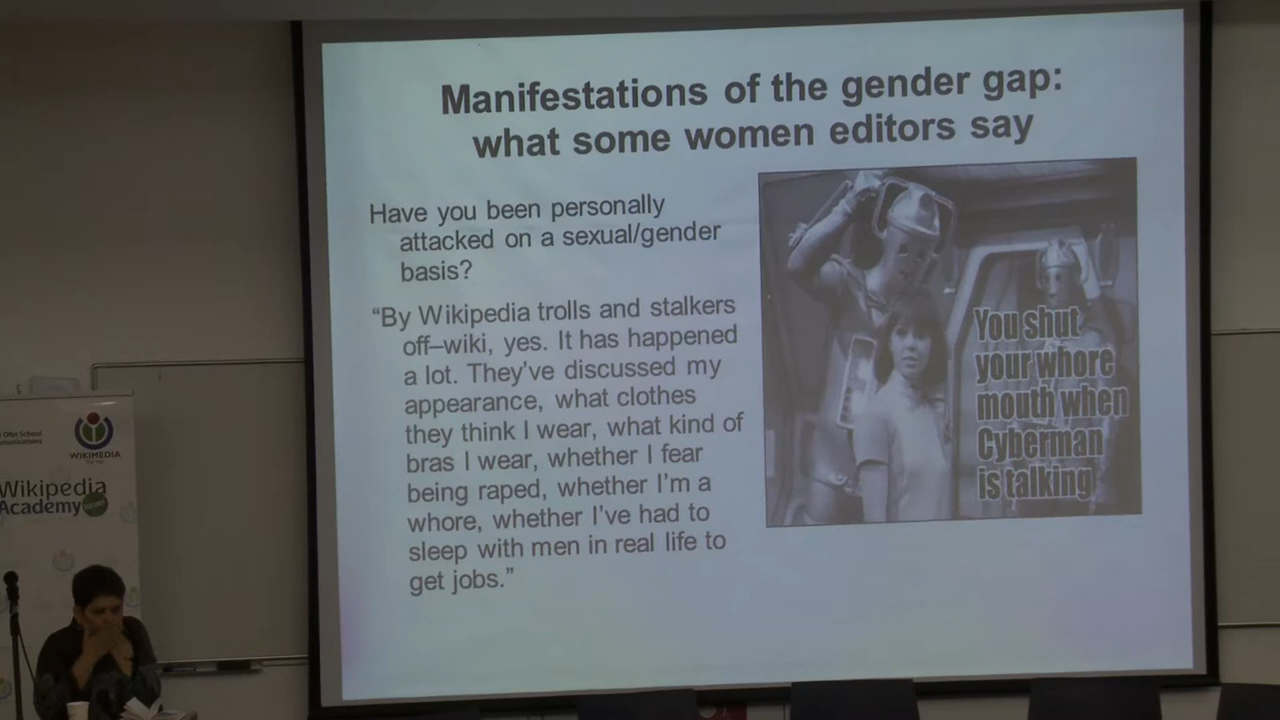 Manifestations of the gender gap:
what some women editors say
Have you been personally
attacked on a sexual/gender
basis?
“By Wikipedia trolls and stalkers
off–wiki, yes. It has happened
a lot. They’ve discussed my
appearance, what clothes
they think I wear, what kind of
bras I wear, whether I fear
being raped, whether I’m a
whore, whether I’ve had to
sleep with men in real life to
get jobs.”
You shut
your whore
mouth when
Cyberman
is talking
Ofer School
WIKIMEDIA
Wikipedia
Academy